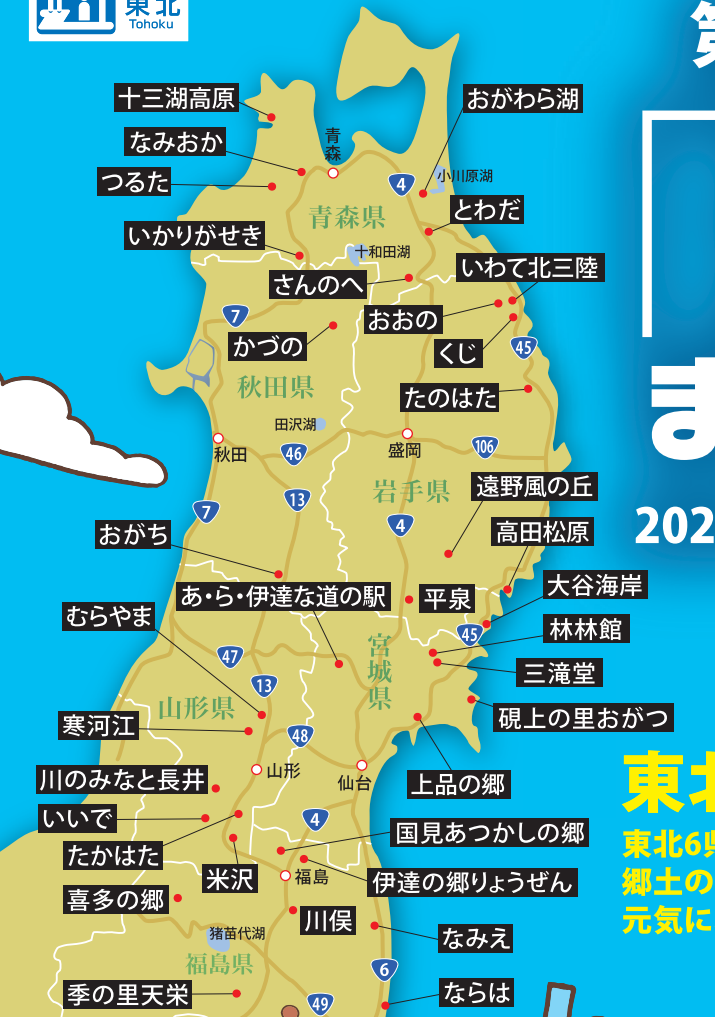 東北
Tohoku
第
十三湖高原
おがわら湖
なみおか
青森
つるた
4
小川原湖
とわだ
青森県
いかりがせき
十和田湖
いわて北三陸
さんのへ
7
おおの
かづの
くじ
45
秋田県
たのはた
ま
田沢湖
秋田
盛岡
46
106
岩手県
遠野風の丘
13
7
4
202
おがち
高田松原
大谷海岸
あ・ら・伊達な道の駅
平泉
むらやま
林林館
45
宮城県
47
三滝堂
13
山形県
硯上の里おがつ
寒河江
48
山形
仙台
上品の郷
川のみなと長井
いいで
4
国見あつかしの郷
たかはた
米沢
福島
伊達の郷りょうぜん
喜多の郷
川俣
なみえ
猪苗代湖
福島県
6
季の里天栄
49
ならは
東北
東北6県
郷土の
元気に